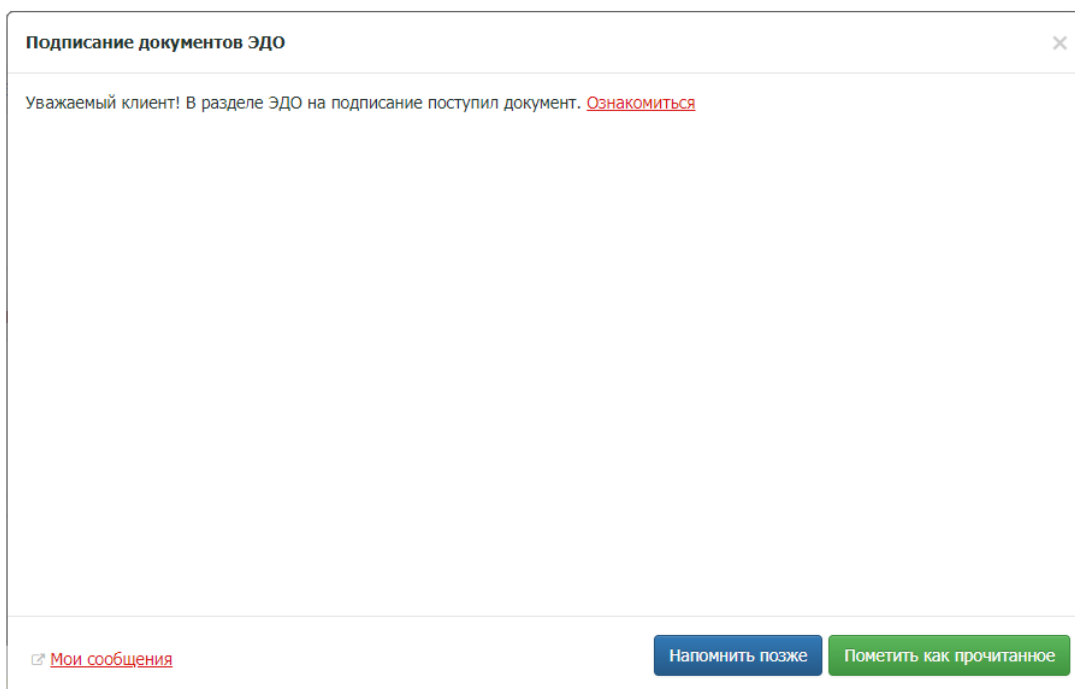 Подписание документов ЭДО
Уважаемый клиент! В разделе ЭДО на подписание поступил документ. Ознакомиться
Мои сообщения
Напомнить позже
Пометить как прочитанное